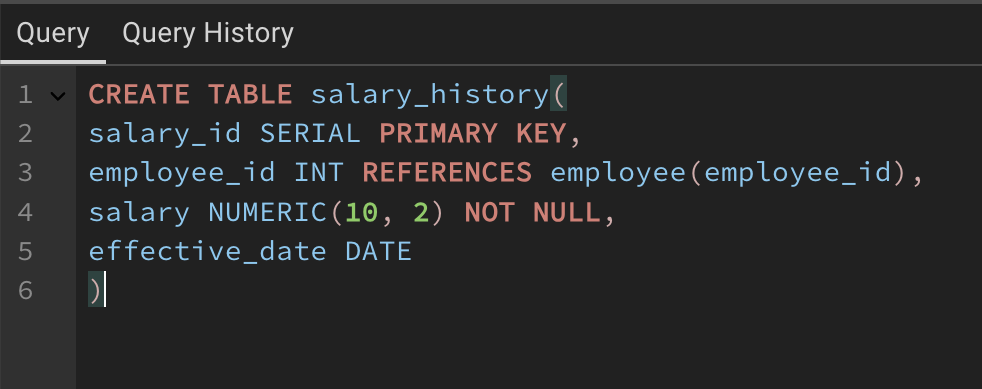 Query Query History
1 CREATE TABLE salary_history(
2 salary_id SERIAL PRIMARY KEY,
3 employee_id INT REFERENCES employee(employee_id),
4 salary NUMERIC(10, 2) NOT NULL,
5 effective_date DATE
6 )